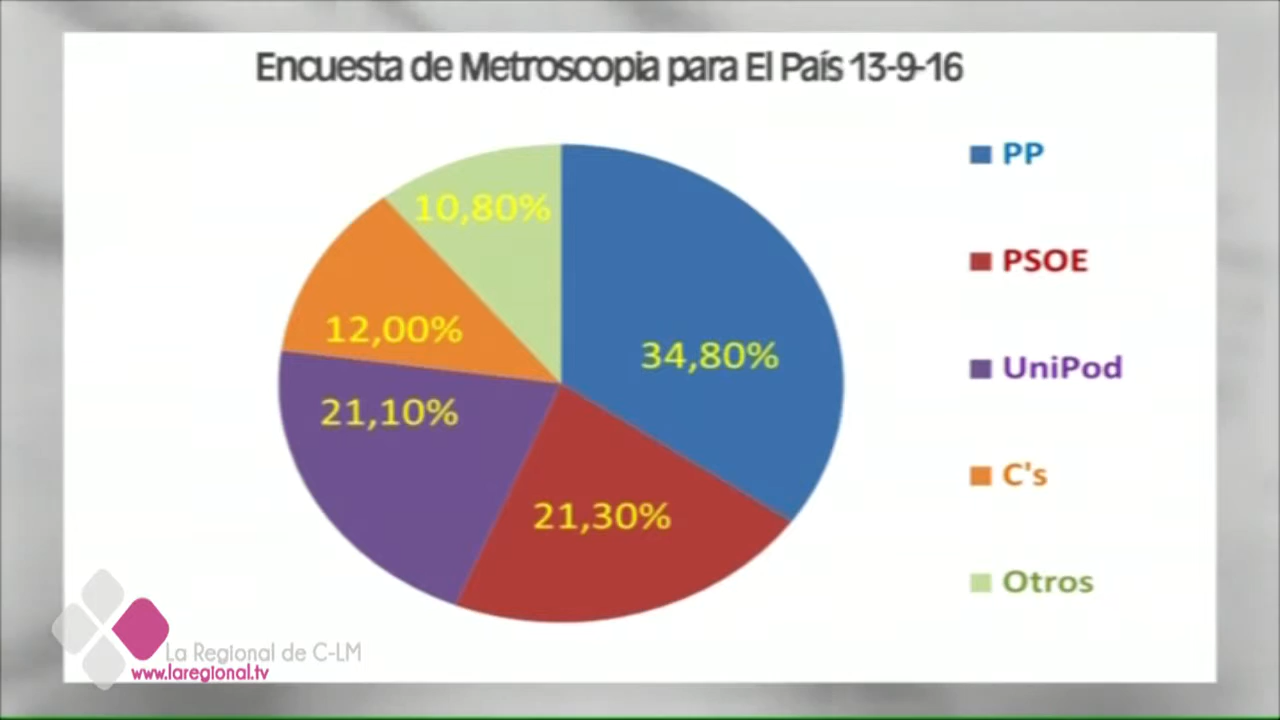 Encuesta de Metroscopia para El País 13-9-16
10,80%
34,80%
12,00%
21,10%
21,30%
PP
PSOE
UniPod
C's
Otros
La Regional de C-LM
www.laregional.tv